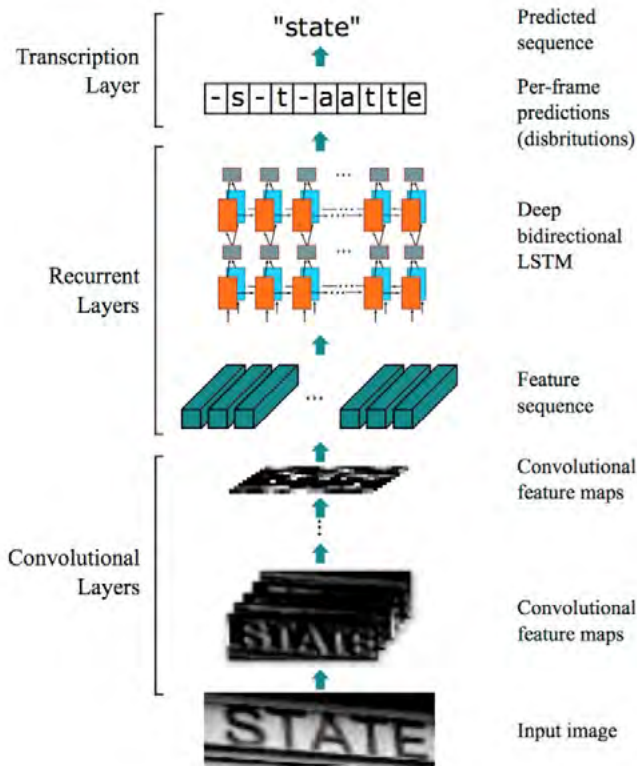 "state"
Predicted
sequence
Transcription
Layer
-s-t-aatte
Per-frame
predictions
(disbritutions)
...
...
Deep
bidirectional
LSTM
...
...
Recurrent
Layers
...
Feature
sequence
Convolutional
feature maps
...
Convolutional
Layers
STATE
Convolutional
feature maps
STATE
Input image